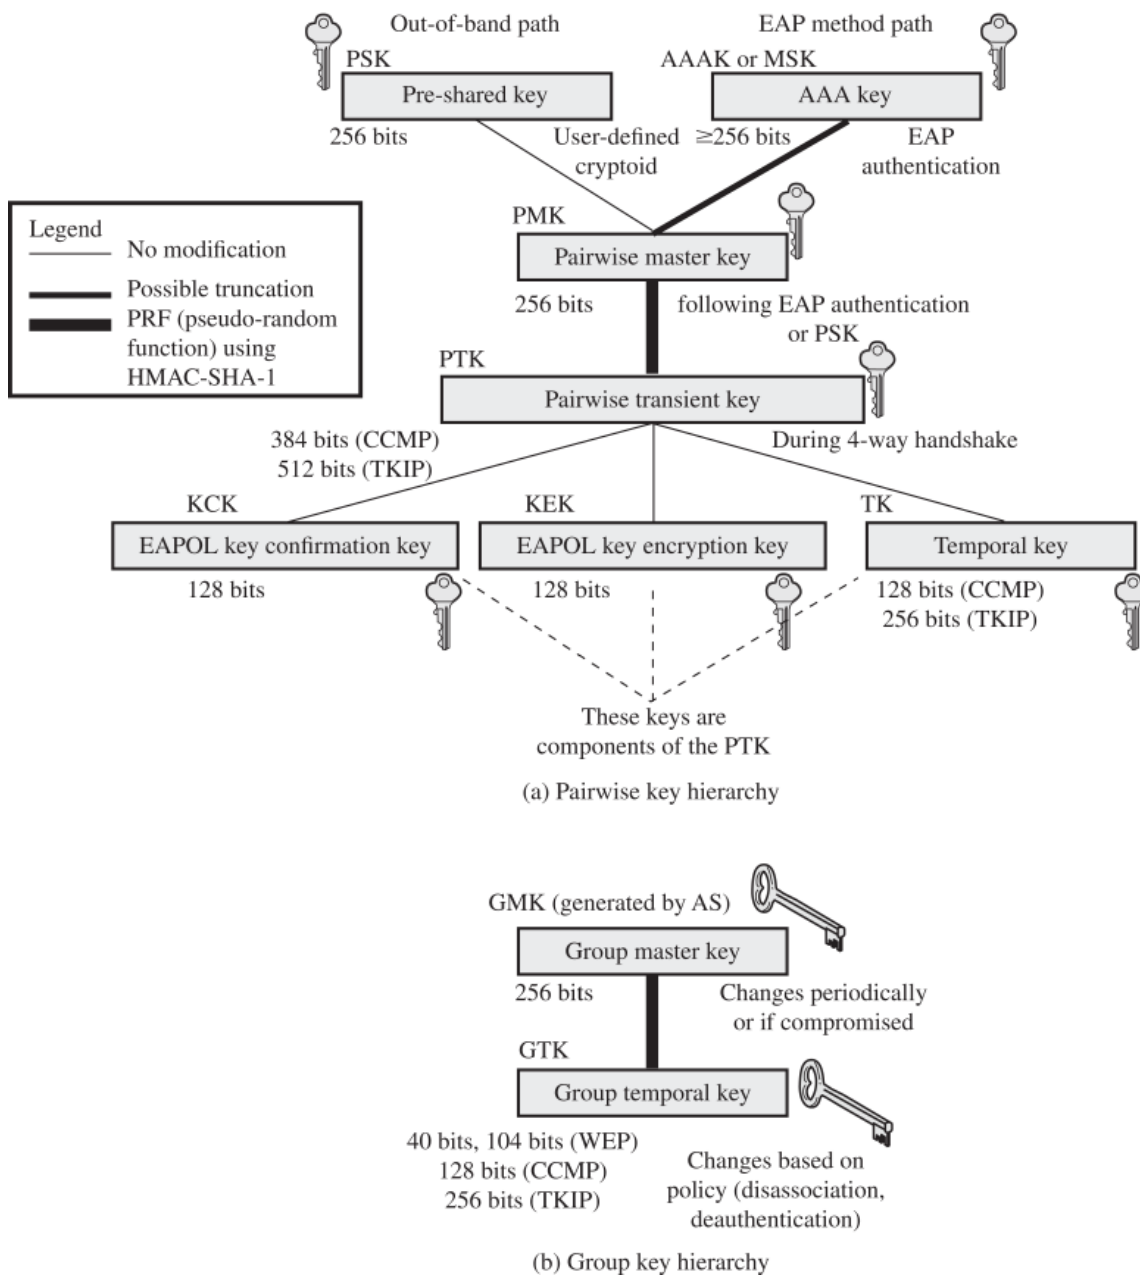 Out-of-band path
EAP method path
PSK
AAAK or MSK
Pre-shared key
AAA key
256 bits
User-defined
cryptoid
≧256 bits
EAP
authentication
Legend
No modification
Possible truncation
PRF (pseudo-random
function) using
HMAC-SHA-1
PMK
Pairwise master key
256 bits
following EAP authentication
or PSK
PTK
Pairwise transient key
384 bits (CCMP)
512 bits (TKIP)
During 4-way handshake
KCK
KEK
TK
EAPOL key confirmation key
EAPOL key encryption key
Temporal key
128 bits
128 bits
128 bits (CCMP)
256 bits (TKIP)
These keys are
components of the PTK
(a) Pairwise key hierarchy
GMK (generated by AS)
Group master key
256 bits
Changes periodically
or if compromised
GTK
Group temporal key
40 bits, 104 bits (WEP)
128 bits (CCMP)
256 bits (TKIP)
Changes based on
policy (disassociation,
deauthentication)
(b) Group key hierarchy